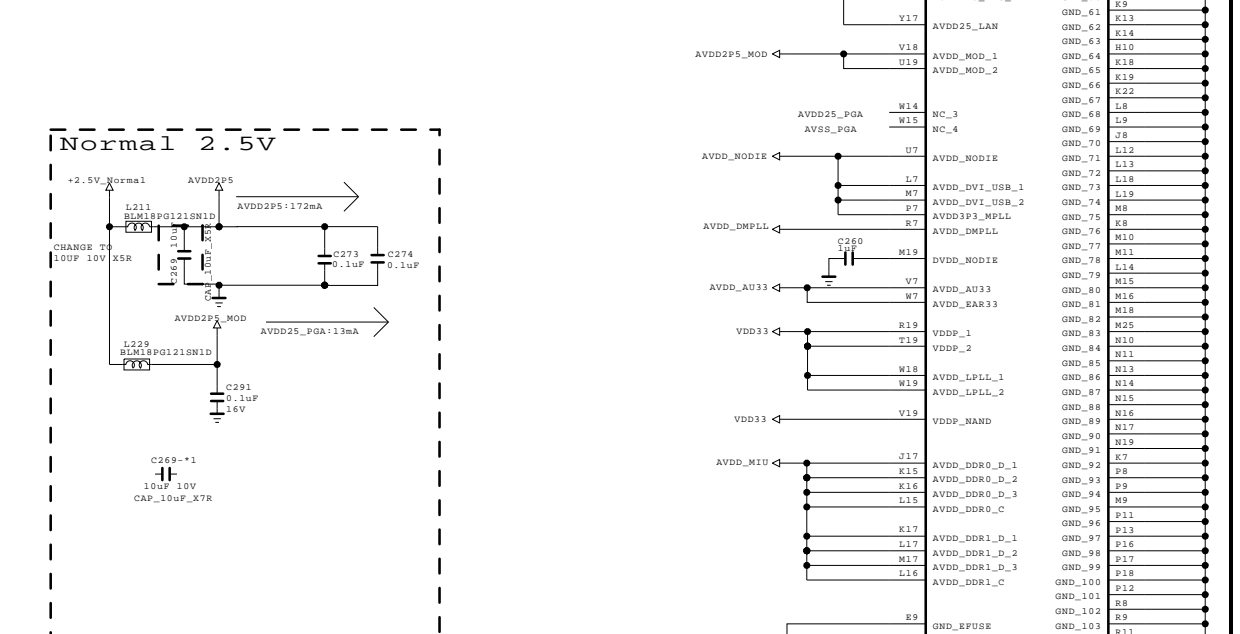 Normal 2.5V
+2.5V_Normal
AVDD2P5
AVDD2P5:172mA
L211
BLM18PG121SN1D
CHANGE TO
10UF 10V X5R
C269 10uF
CAP_10uF_X5R
C273
0.1uF
C274
0.1uF
AVDD2P5_MOD
AVDD25_PGA:13mA
L229
BLM18PG121SN1D
C291
0.1uF
16V
C269-*1
10uF 10V
CAP_10uF_X7R
Y17 AVDD25_LAN
AVDD2P5_MOD
V18 AVDD_MOD_1
U19 AVDD_MOD_2
AVDD25_PGA W14 NC_3
AVSS_PGA W15 NC_4
AVDD_NODIE U7 AVDD_NODIE
L7 AVDD_DVI_USB_1
M7 AVDD_DVI_USB_2
P7 AVDD3P3_MPLL
AVDD_DMPLL R7 AVDD_DMPLL
C260
1uF
M19 DVDD_NODIE
AVDD_AU33 V7 AVDD_AU33
W7 AVDD_EAR33
VDD33 R19 VDDP_1
T19 VDDP_2
W18 AVDD_LPLL_1
W19 AVDD_LPLL_2
VDD33 V19 VDDP_NAND
AVDD_MIU J17 AVDD_DDR0_D_1
K15 AVDD_DDR0_D_2
K16 AVDD_DDR0_D_3
L15 AVDD_DDR0_C
K17 AVDD_DDR1_D_1
L17 AVDD_DDR1_D_2
M17 AVDD_DDR1_D_3
L16 AVDD_DDR1_C
E9 GND_EFUSE
K9
GND_61 K13
GND_62 K14
GND_63 H10
GND_64 K18
GND_65 K19
GND_66 K22
GND_67 L8
GND_68 L9
GND_69 J8
GND_70 L12
GND_71 L13
GND_72 L18
GND_73 L19
GND_74 M8
GND_75 K8
GND_76 M10
GND_77 M11
GND_78 L14
GND_79 M15
GND_80 M16
GND_81 M18
GND_82 M25
GND_83 N10
GND_84 N11
GND_85 N13
GND_86 N14
GND_87 N15
GND_88 N16
GND_89 N17
GND_90 N19
GND_91 K7
GND_92 P8
GND_93 P9
GND_94 M9
GND_95 P11
GND_96 P13
GND_97 P16
GND_98 P17
GND_99 P18
GND_100 P12
GND_101 R8
GND_102 R9
GND_103 R11